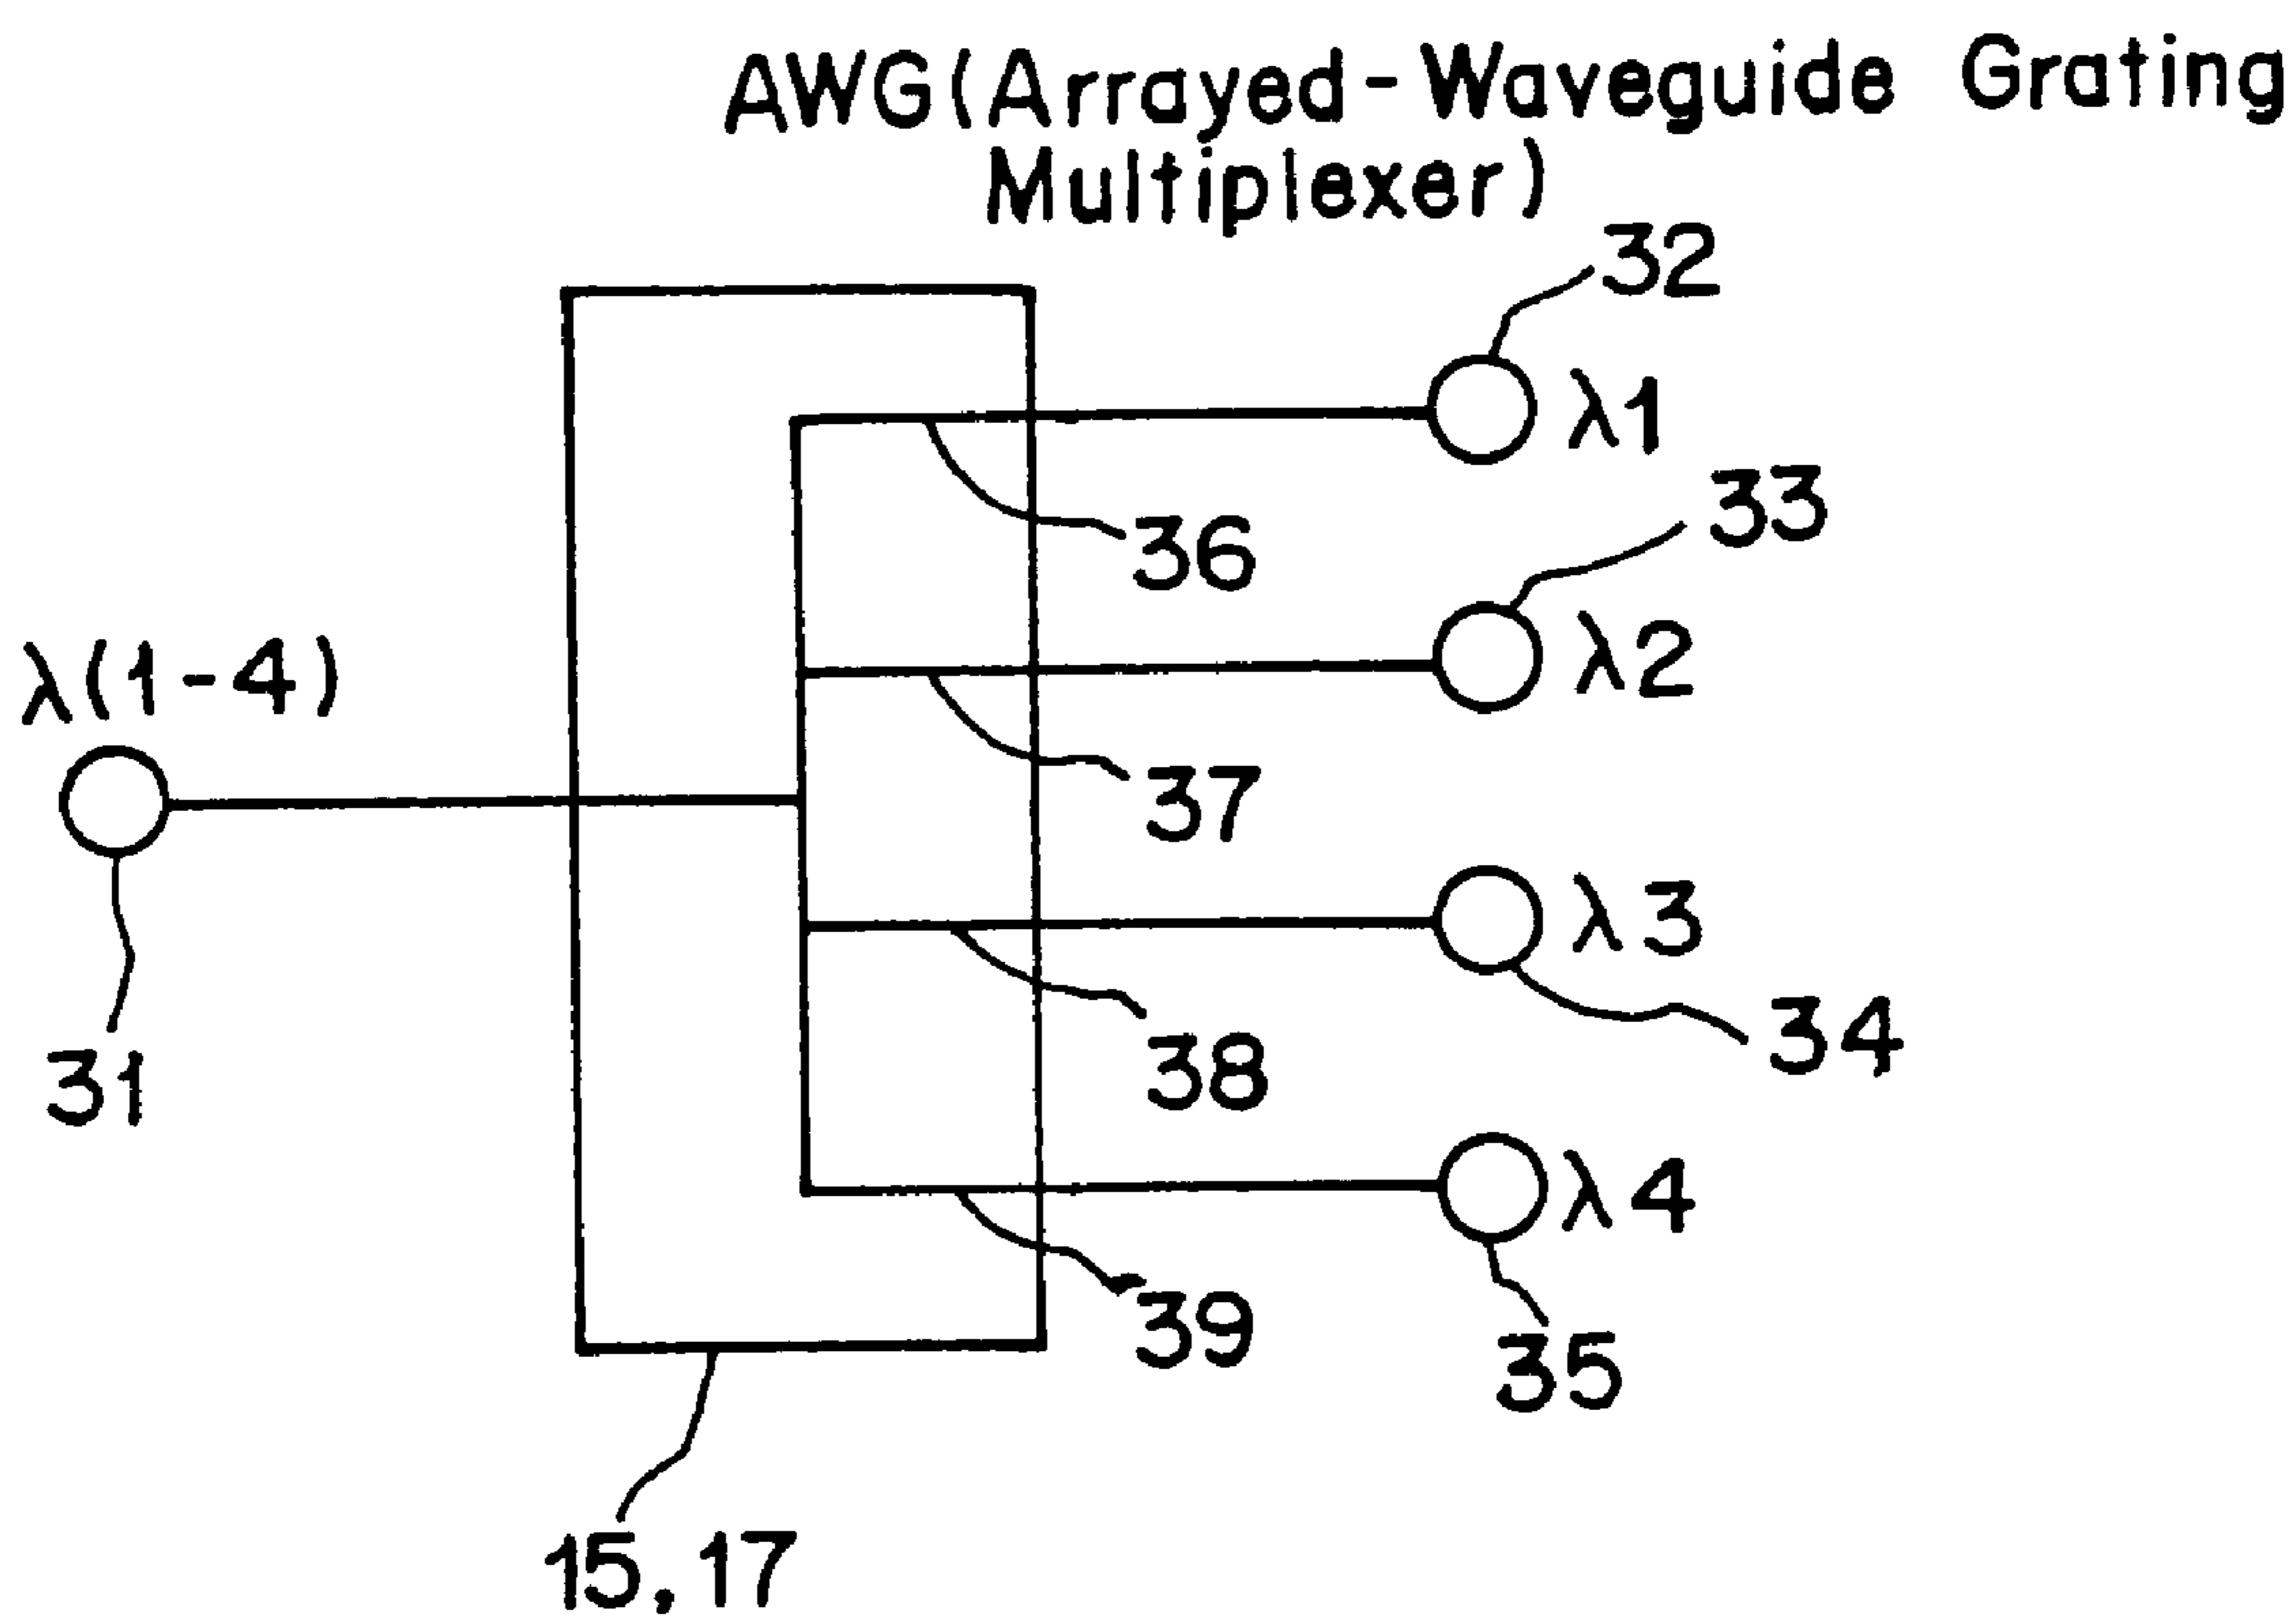 AWG(Arrayed-Waveguide Grating
Multiplexer)
32
λ1
33
36
λ2
λ(1-4)
37
λ3
34
31
38
λ4
39
35
15,17